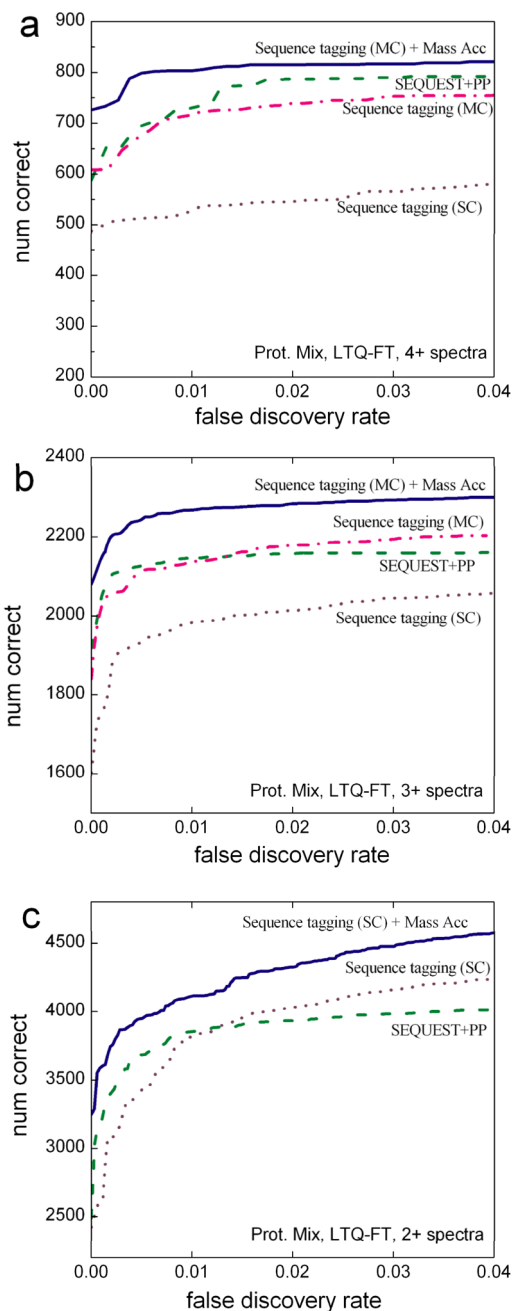 a
900
800
700
600
500
400
300
200
num correct
Sequence tagging (MC) + Mass Acc
SEQUEST+PP
Sequence tagging (MC)
Sequence tagging (SC)
Prot. Mix, LTQ-FT, 4+ spectra
0.00 0.01 0.02 0.03 0.04
false discovery rate
b
2400
2200
2000
1800
1600
num correct
Sequence tagging (MC) + Mass Acc
Sequence tagging (MC)
SEQUEST+PP
Sequence tagging (SC)
Prot. Mix, LTQ-FT, 3+ spectra
0.00 0.01 0.02 0.03 0.04
false discovery rate
c
4500
4000
3500
3000
2500
num correct
Sequence tagging (SC) + Mass Acc
Sequence tagging (SC)
SEQUEST+PP
Prot. Mix, LTQ-FT, 2+ spectra
0.00 0.01 0.02 0.03 0.04
false discovery rate